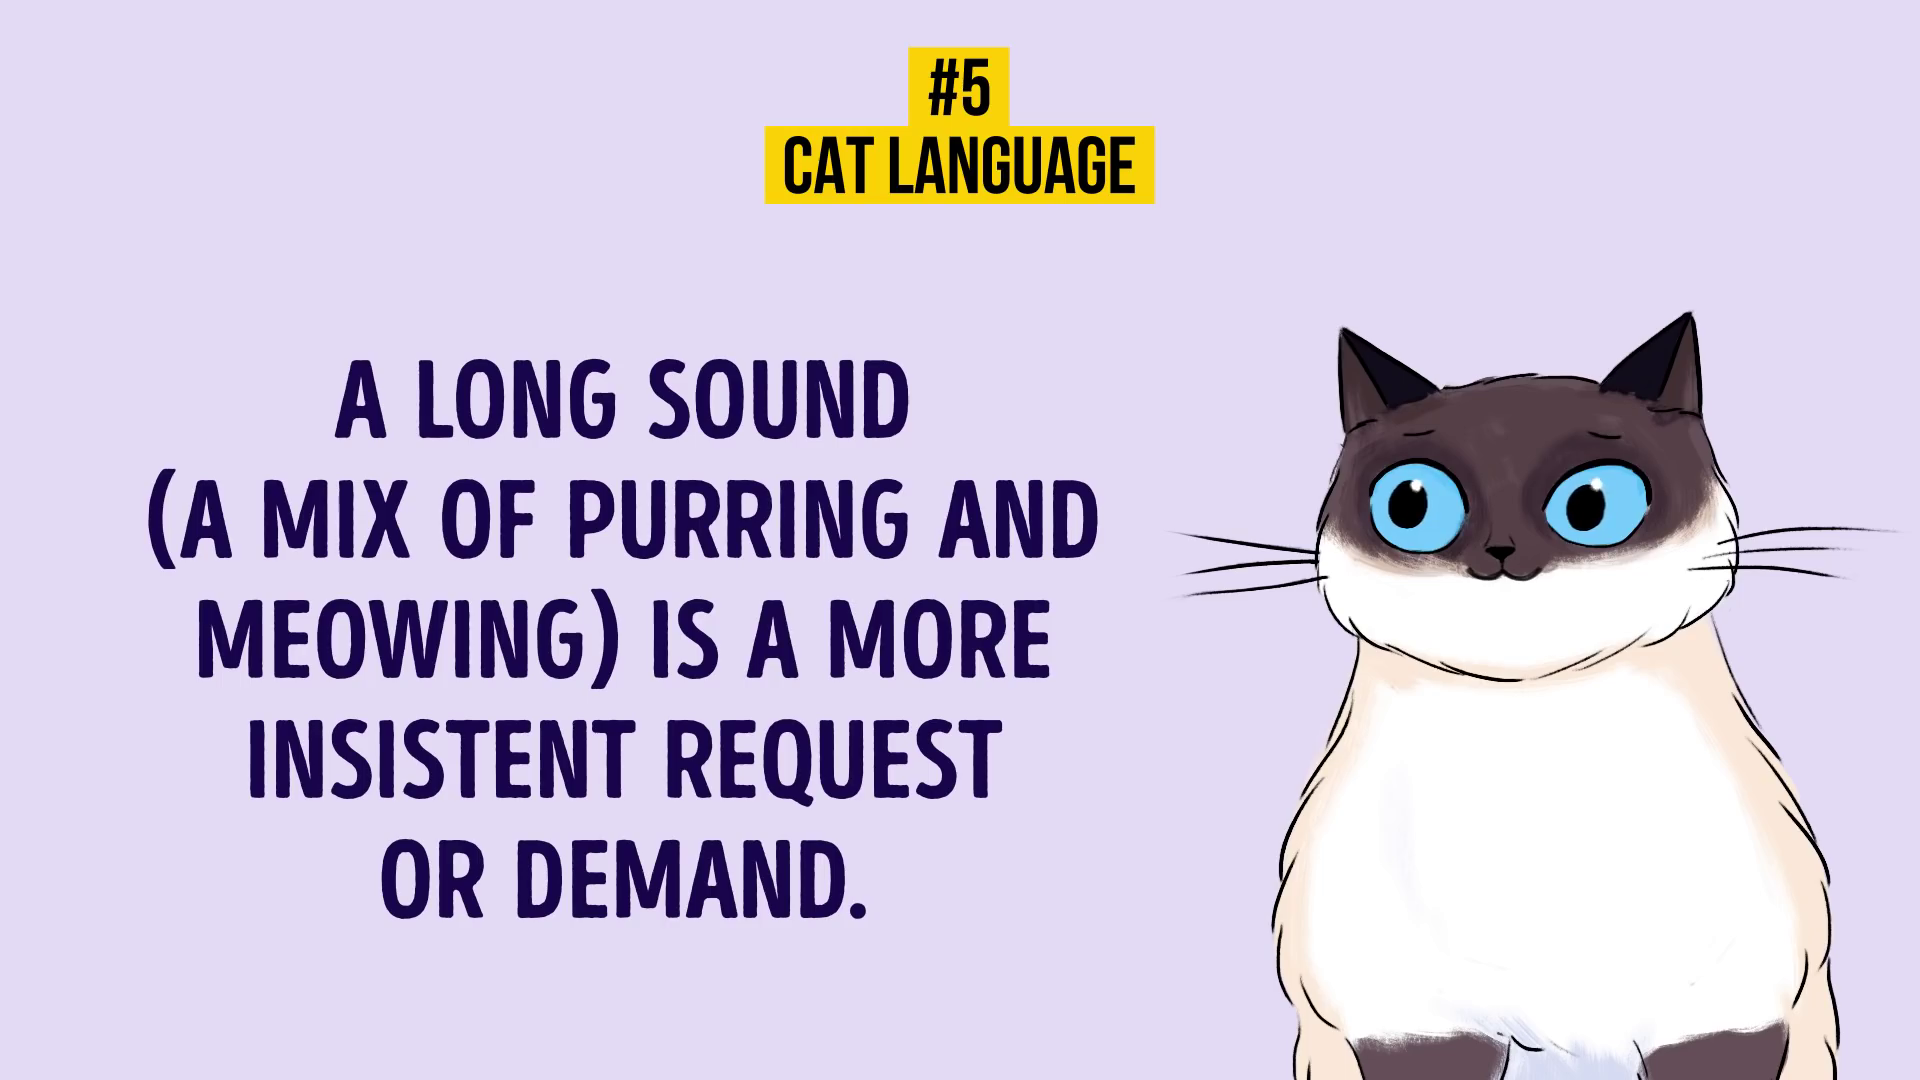 #5
CAT LANGUAGE
A LONG SOUND
(A MIX OF PURRING AND
MEOWING) IS A MORE
INSISTENT REQUEST
OR DEMAND.